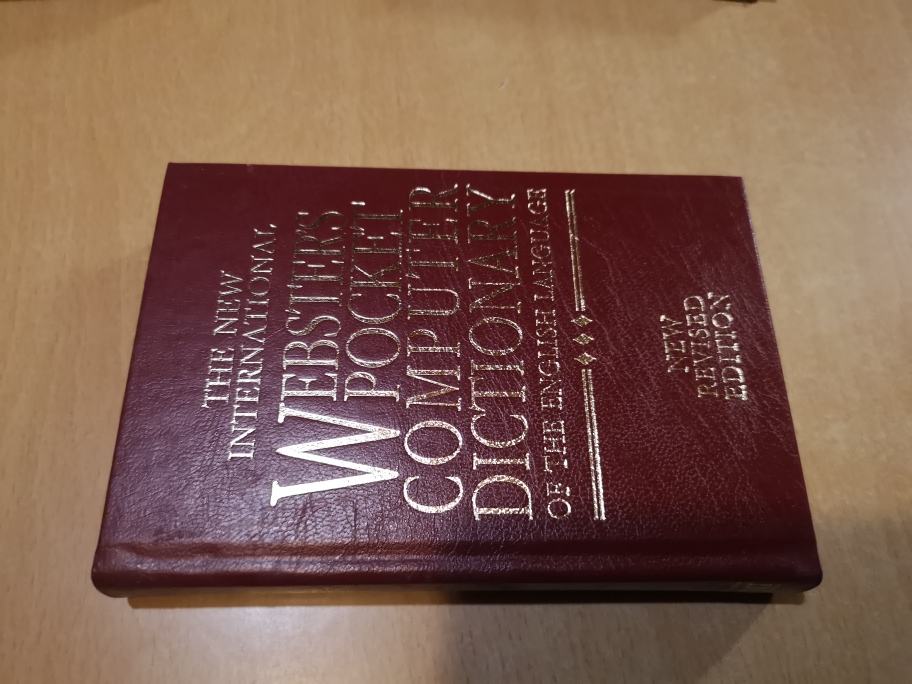 THE NEW
INTERNATIONAL
WEBSTER'S
POCKET
COMPUTER
DICTIONARY
OF THE ENGLISH LANGUAGE
NEW
REVISED
EDITION